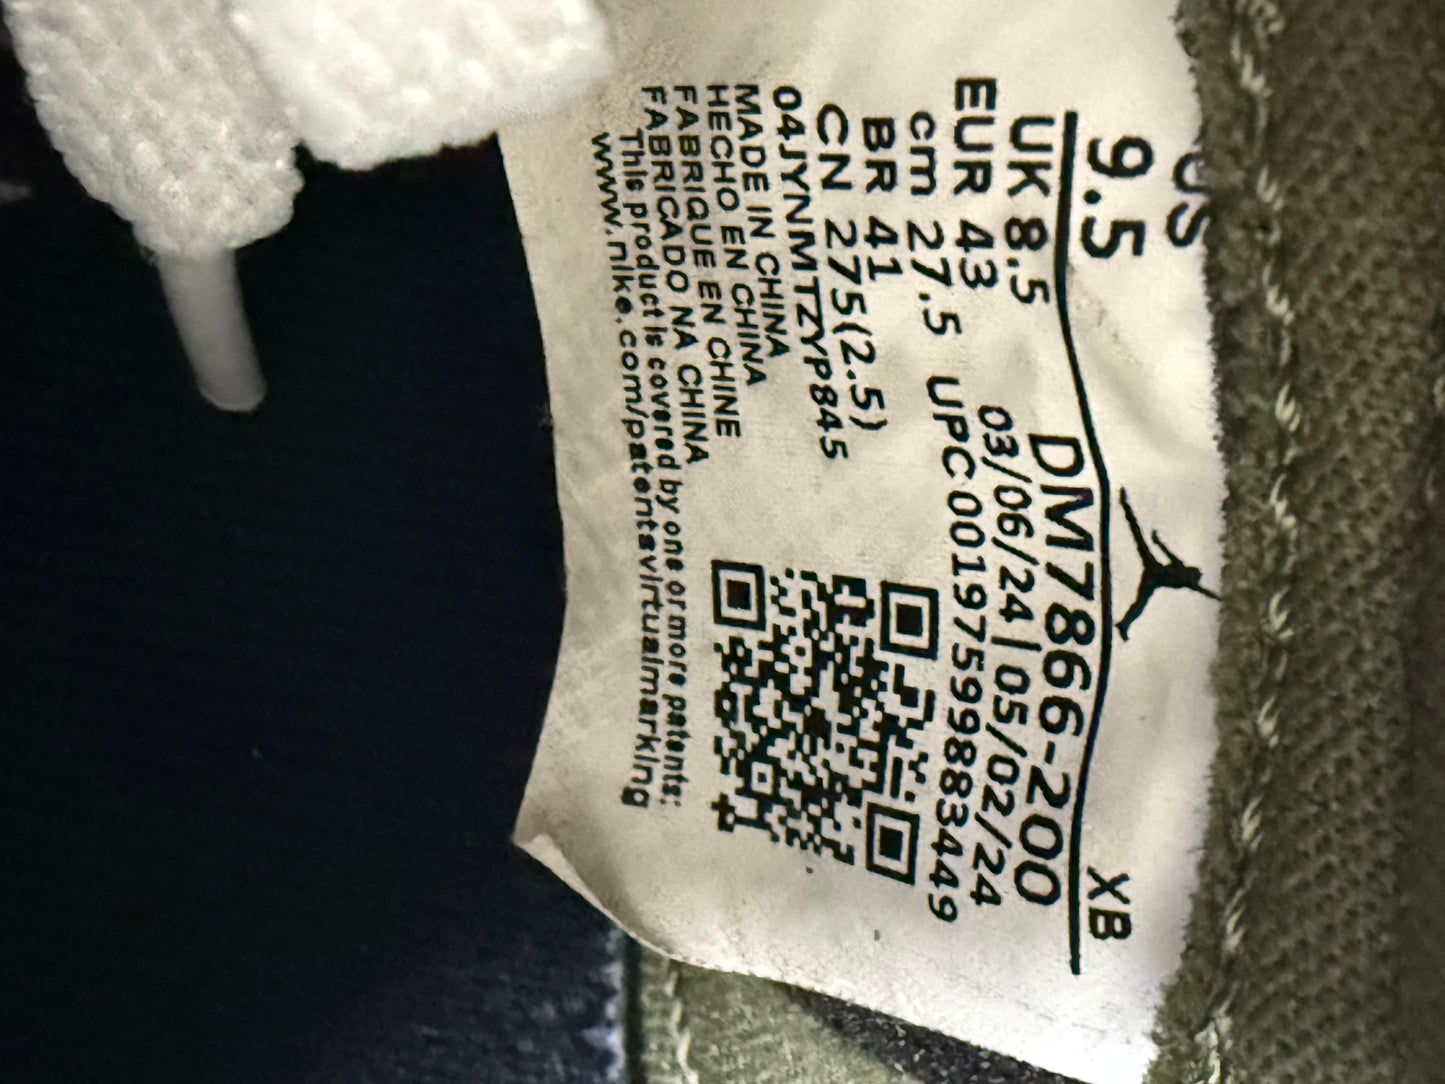 US
9.5
XB
UK 8.5
DM7866-200
EUR 43
03/06/24 | 05/02/24
cm 27.5
UPC 00197599883449
BR 41
CN 275(2.5)
04JYNMTZYP845
MADE IN CHINA
HECHO EN CHINA
FABRIQUE EN CHINE
FABRICADO NA CHINA
This product is covered by one or more patents:
www.nike.com/patentsvirtualmarking